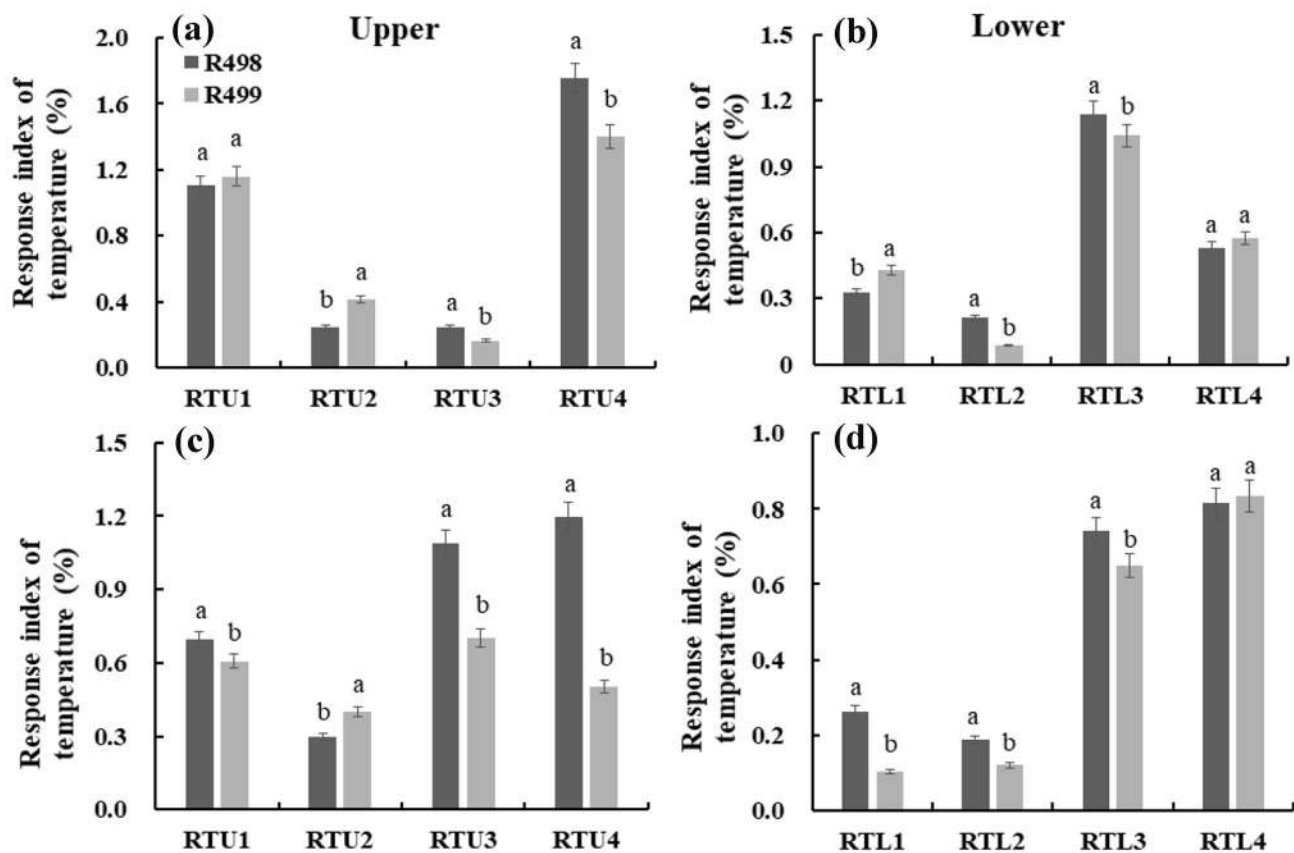 (a) Upper
R498
R499
Response index of
temperature (%)
2.0
1.6
1.2
0.8
0.4
0.0
a a b a a b a b
RTU1 RTU2 RTU3 RTU4
(b) Lower
Response index of
temperature (%)
1.5
1.2
0.9
0.6
0.3
0
b a a b a b a a
RTL1 RTL2 RTL3 RTL4
(c)
Response index of
temperature (%)
1.5
1.2
0.9
0.6
0.3
0.0
a b b a a b a b
RTU1 RTU2 RTU3 RTU4
(d)
Response index of
temperature (%)
1.0
0.8
0.6
0.4
0.2
0.0
a b a b a b a a
RTL1 RTL2 RTL3 RTL4